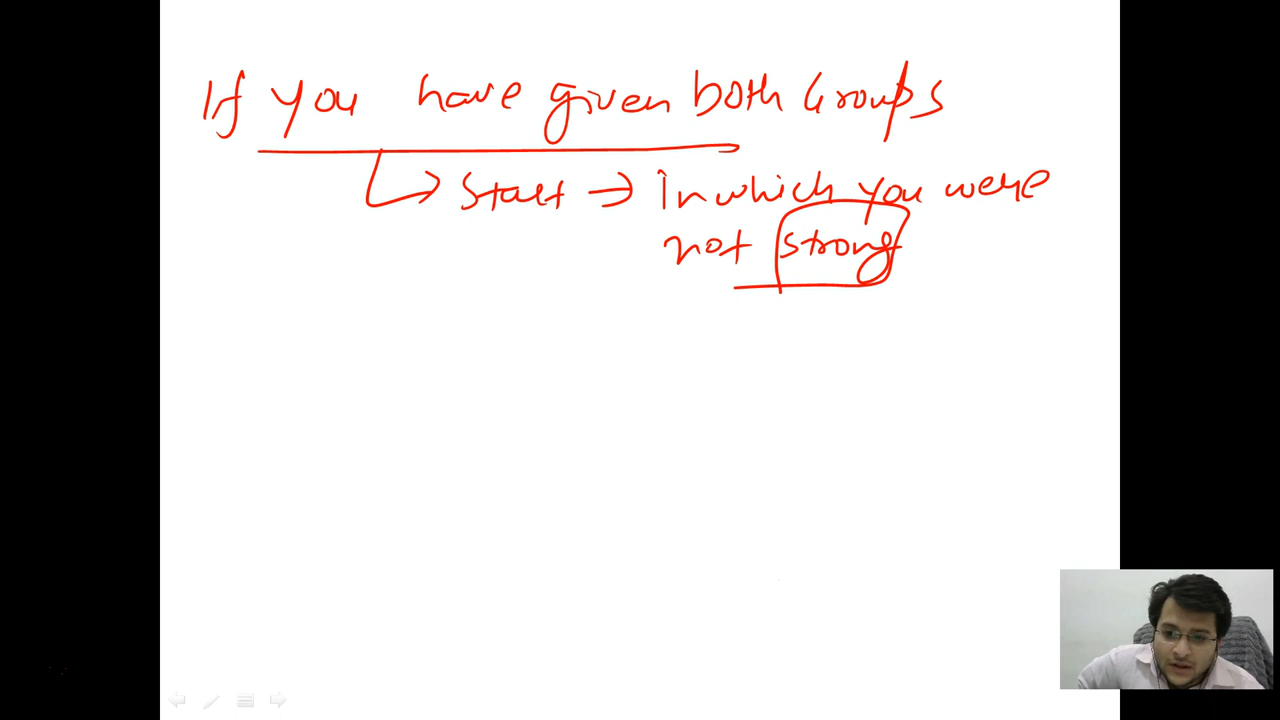 If you have given both Groups
↳ Start → In which you were
not strong